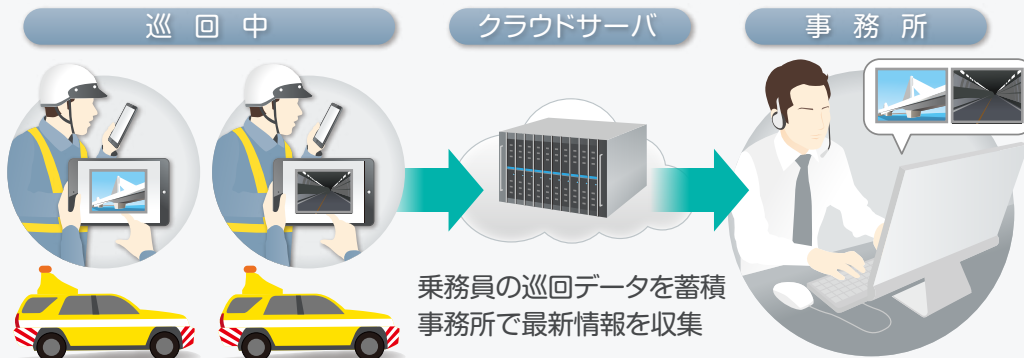 巡回中
クラウドサーバ
事務所
乗務員の巡回データを蓄積
事務所で最新情報を収集